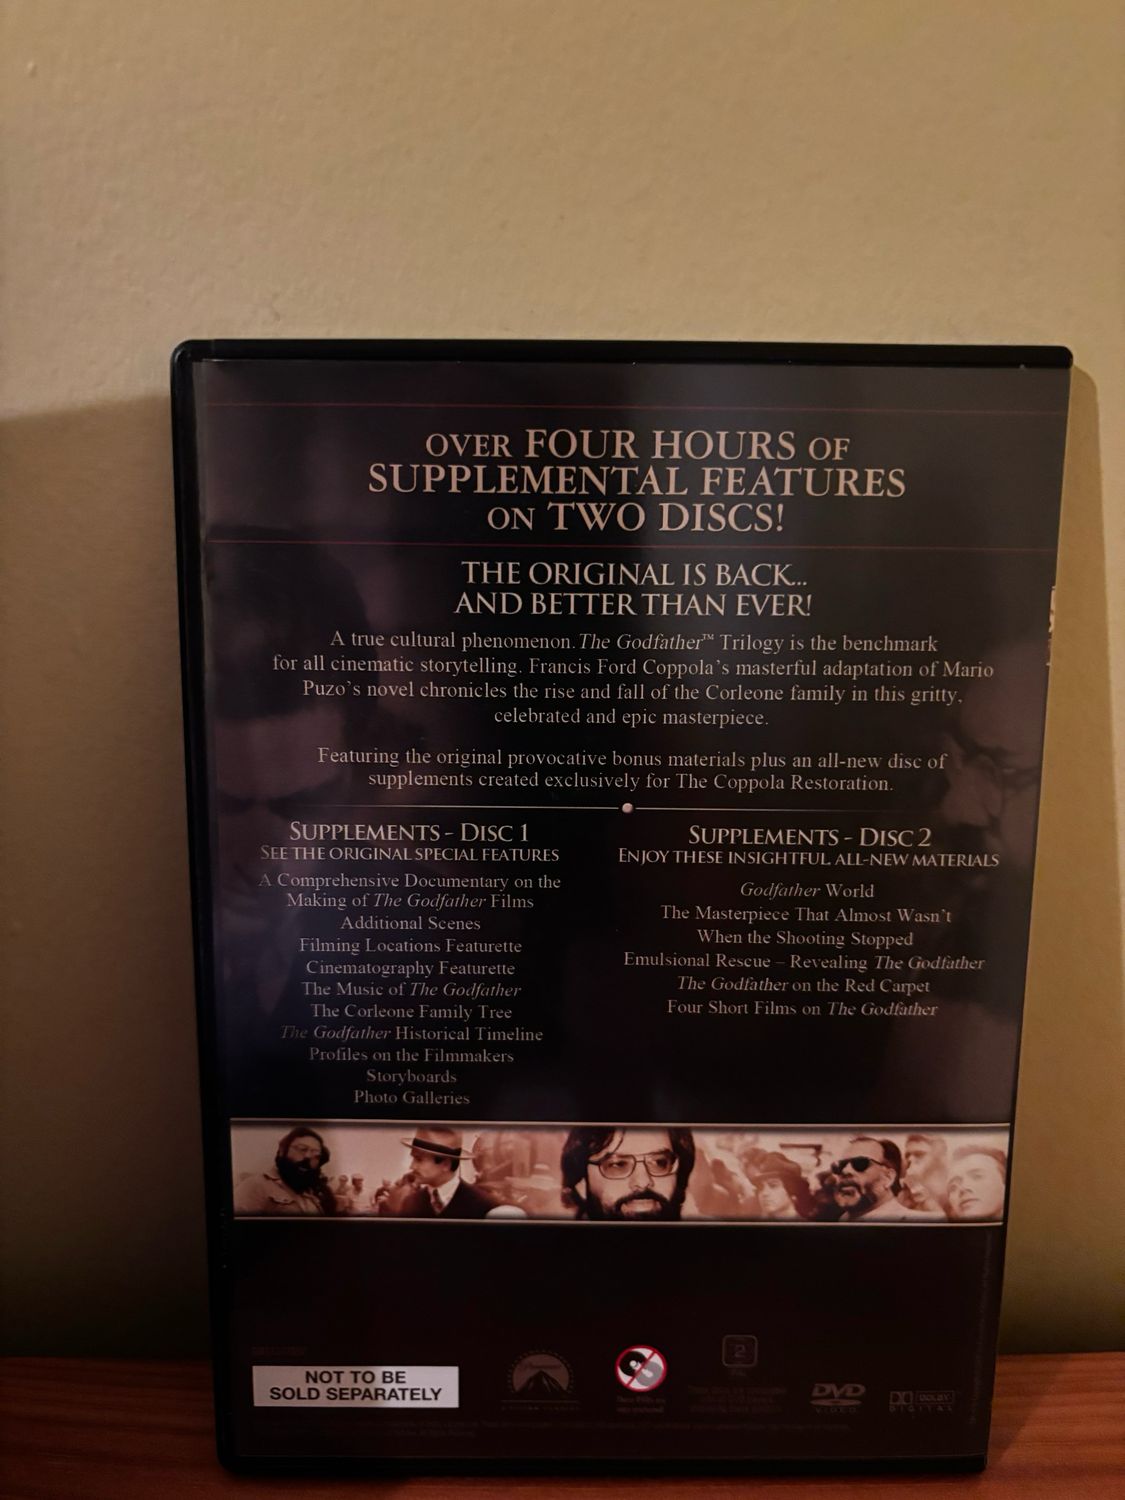 OVER FOUR HOURS OF
SUPPLEMENTAL FEATURES
ON TWO DISCS!
THE ORIGINAL IS BACK...
AND BETTER THAN EVER!
A true cultural phenomenon. The Godfather™ Trilogy is the benchmark
for all cinematic storytelling. Francis Ford Coppola's masterful adaptation of Mario
Puzo's novel chronicles the rise and fall of the Corleone family in this gritty,
celebrated and epic masterpiece.
Featuring the original provocative bonus materials plus an all-new disc of
supplements created exclusively for The Coppola Restoration.
SUPPLEMENTS - DISC 1
SEE THE ORIGINAL SPECIAL FEATURES
A Comprehensive Documentary on the
Making of The Godfather Films
Additional Scenes
Filming Locations Featurette
Cinematography Featurette
The Music of The Godfather
The Corleone Family Tree
The Godfather Historical Timeline
Profiles on the Filmmakers
Storyboards
Photo Galleries
SUPPLEMENTS - DISC 2
ENJOY THESE INSIGHTFUL, ALL-NEW MATERIALS
Godfather World
The Masterpiece That Almost Wasn't
When the Shooting Stopped
Emulsional Rescue – Revealing The Godfather
The Godfather on the Red Carpet
Four Short Films on The Godfather
NOT TO BE
SOLD SEPARATELY
Paramount
2
PAL
DVD
VIDEO
DOLBY
DIGITAL